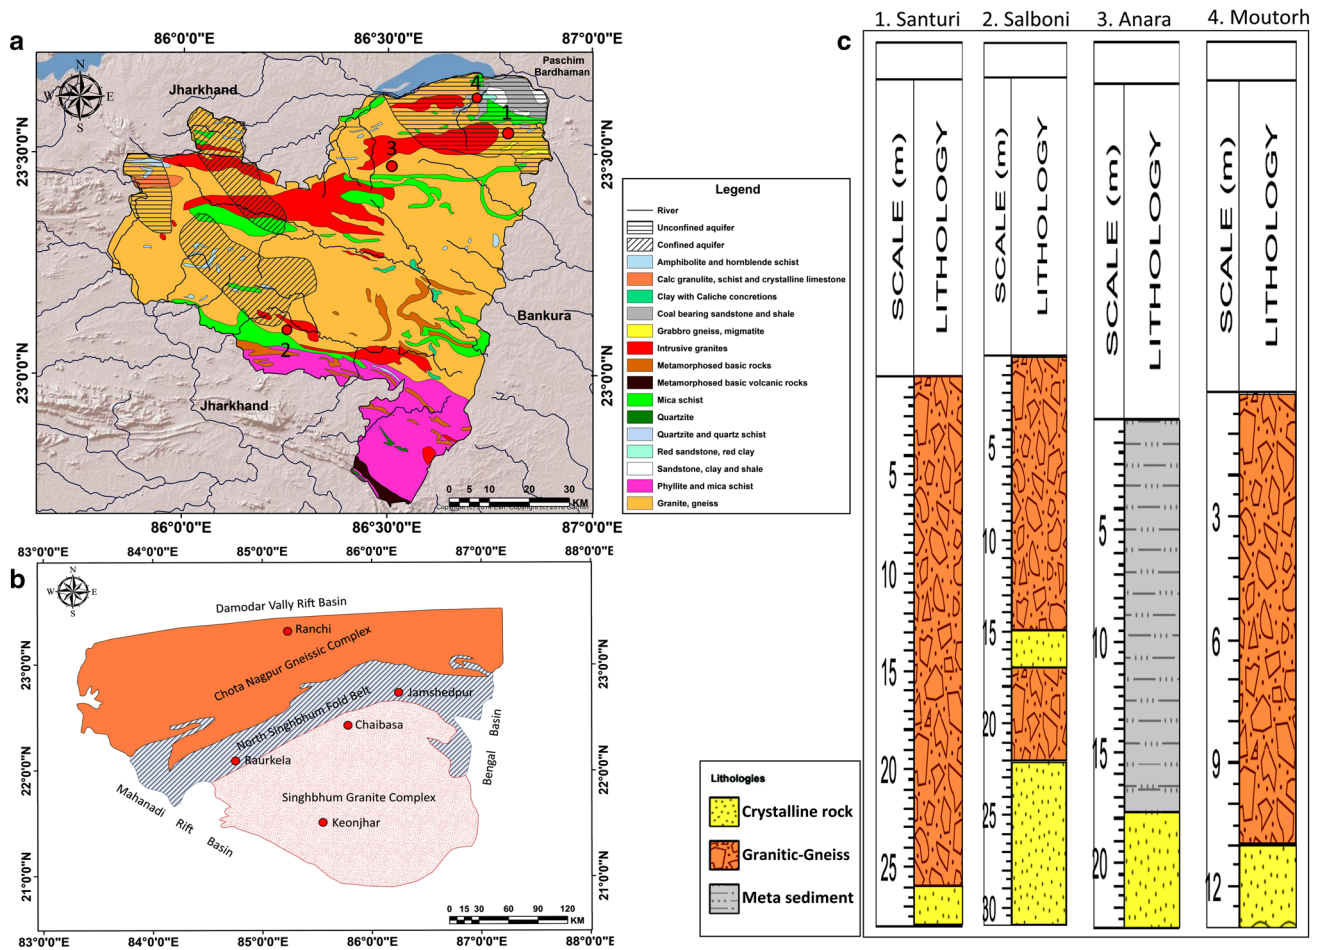 a
86°0'0"E
86°30'0"E
87°0'0"E
Paschim
Bardhaman
N
W
E
S
Jharkhand
4
1
3
2
Bankura
Jharkhand
23°30'0"N
23°0'0"N
23°30'0"N
23°0'0"N
0 5 10 20 30
KM
86°0'0"E
86°30'0"E
87°0'0"E
Legend
River
Unconfined aquifer
Confined aquifer
Amphibolite and hornblende schist
Calc granulite, schist and crystalline limestone
Clay with Caliche concretions
Coal bearing sandstone and shale
Grabbro gneiss, migmatite
Intrusive granites
Metamorphosed basic rocks
Metamorphosed basic volcanic rocks
Mica schist
Quartzite
Quartzite and quartz schist
Red sandstone, red clay
Sandstone, clay and shale
Phyllite and mica schist
Granite, gneiss
b
83°0'0"E
84°0'0"E
85°0'0"E
86°0'0"E
87°0'0"E
88°0'0"E
N
W
E
S
Damodar Vally Rift Basin
Ranchi
Chota Nagpur Gneissic Complex
North Singhbhum Fold Belt
Jamshedpur
Chaibasa
Raurkela
Bengal Basin
Mahanadi Rift Basin
Singhbhum Granite Complex
Keonjhar
23°0'0"N
22°0'0"N
21°0'0"N
23°0'0"N
22°0'0"N
21°0'0"N
0 15 30 60 90 120
KM
83°0'0"E
84°0'0"E
85°0'0"E
86°0'0"E
87°0'0"E
88°0'0"E
c
1. Santuri
2. Salboni
3. Anara
4. Moutorh
SCALE (m)
LITHOLOGY
5
10
15
20
25
SCALE (m)
LITHOLOGY
5
10
15
20
25
30
SCALE (m)
LITHOLOGY
5
10
15
20
SCALE (m)
LITHOLOGY
3
6
9
12
Lithologies
Crystalline rock
Granitic-Gneiss
Meta sediment